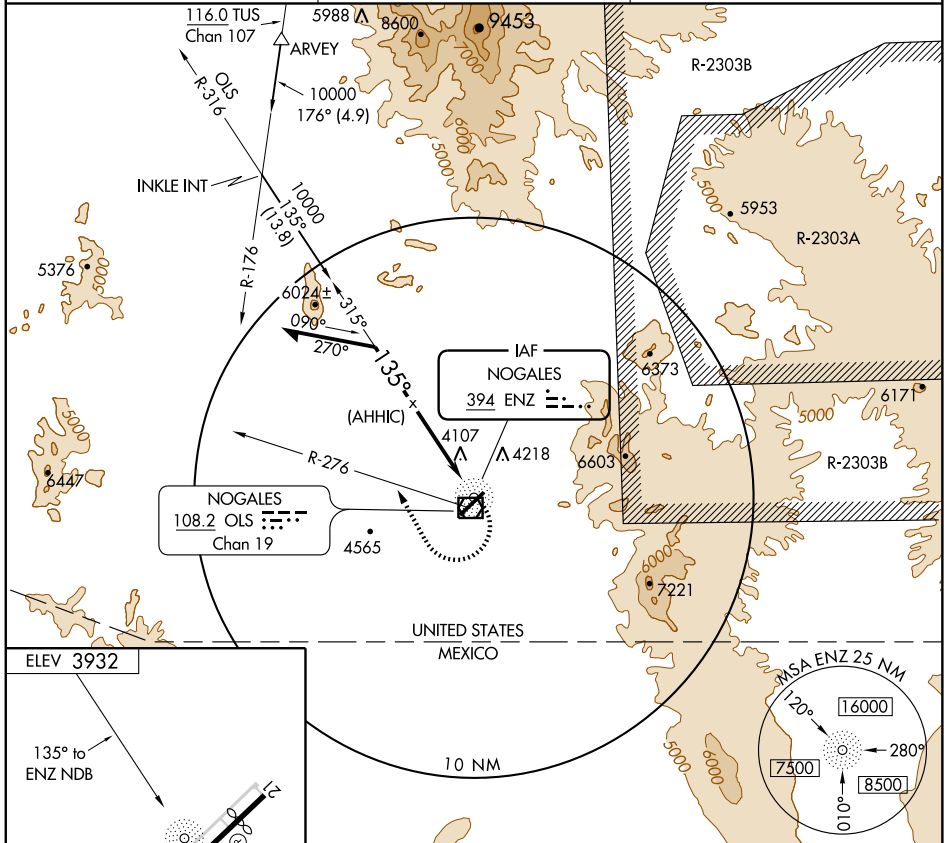 116.0 TUS
Chan 107
5988
8600
9453
ARVEY
6000
R-2303B
OLS
R-316
10000
176° (4.9)
5000
6000
5000
INKLE INT
10000
135°
(13.8)
5000
5953
R-2303A
5376
5000
R-176
6024±
315°
090°
270°
135°
IAF
NOGALES
394 ENZ
6373
6171
5000
(AHHIC)
4107
4218
5000
6447
R-276
6603
R-2303B
NOGALES
108.2 OLS
Chan 19
4565
6000
7221
UNITED STATES
MEXICO
ELEV 3932
MSA ENZ 25 NM
120°
16000
135° to
ENZ NDB
5000
6000
7500
280°
8500
010°
10 NM
21